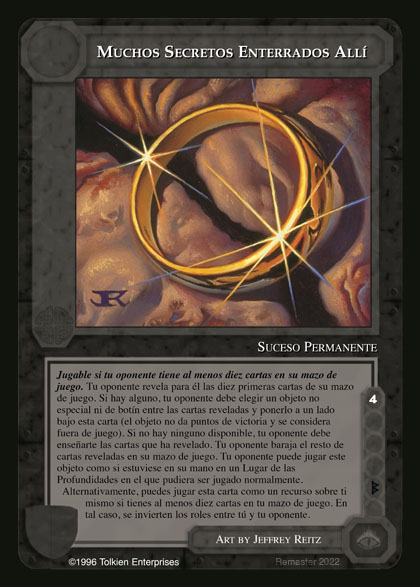 Muchos Secretos Enterrados Allí
JR
Suceso Permanente
Jugable si tu oponente tiene al menos diez cartas en su mazo de
juego. Tu oponente revela para él las diez primeras cartas de su mazo
de juego. Si hay alguno, tu oponente debe elegir un objeto no
especial ni de botín entre las cartas reveladas y ponerlo a un lado
bajo esta carta (el objeto no da puntos de victoria y se considera
fuera de juego). Si no hay ninguno disponible, tu oponente debe
enseñarte las cartas que ha revelado. Tu oponente baraja el resto de
cartas reveladas en su mazo de juego. Tu oponente puede jugar este
objeto como si estuviese en su mano en un Lugar de las
Profundidades en el que pudiera ser jugado normalmente.
Alternativamente, puedes jugar esta carta como un recurso sobre ti
mismo si tienes al menos diez cartas en tu mazo de juego. En
tal caso, se invierten los roles entre tú y tu oponente.
4
Art by Jeffrey Reitz
©1996 Tolkien Enterprises
Remaster 2022